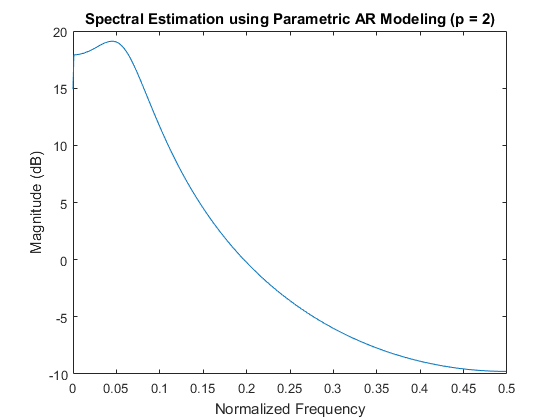 Spectral Estimation using Parametric AR Modeling (p = 2)
20
15
10
5
0
-5
-10
Magnitude (dB)
0 0.05 0.1 0.15 0.2 0.25 0.3 0.35 0.4 0.45 0.5
Normalized Frequency